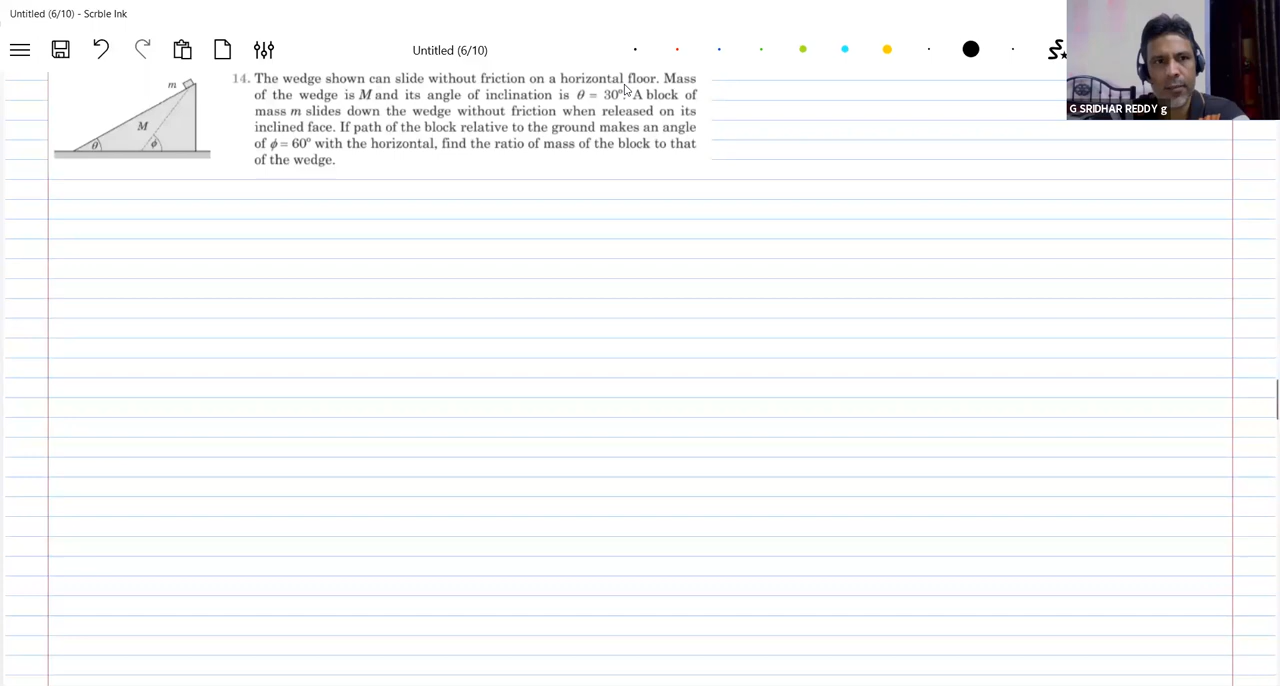 Untitled (6/10) - Scrble Ink
Untitled (6/10)
G SRIDHAR REDDY g
14. The wedge shown can slide without friction on a horizontal floor. Mass
of the wedge is M and its angle of inclination is θ = 30°. A block of
mass m slides down the wedge without friction when released on its
inclined face. If path of the block relative to the ground makes an angle
of ϕ = 60° with the horizontal, find the ratio of mass of the block to that
of the wedge.
m
M
θ
ϕ